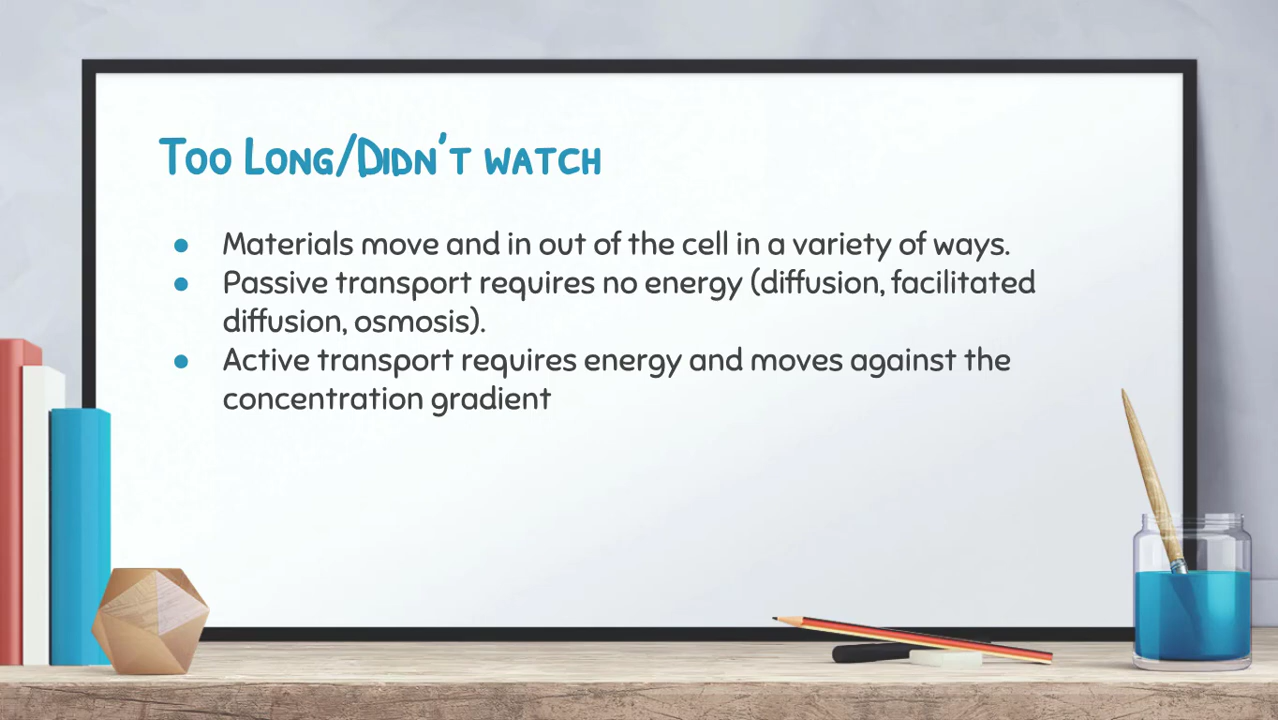 Too Long/Didn't watch
● Materials move and in out of the cell in a variety of ways.
● Passive transport requires no energy (diffusion, facilitated
diffusion, osmosis).
● Active transport requires energy and moves against the
concentration gradient